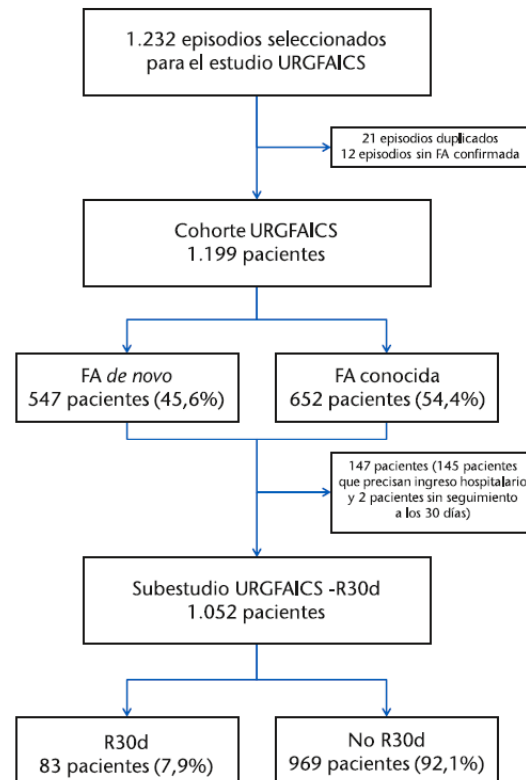 1.232 episodios seleccionados
para el estudio URGFAICS
21 episodios duplicados
12 episodios sin FA confirmada
Cohorte URGFAICS
1.199 pacientes
FA de novo
547 pacientes (45,6%)
FA conocida
652 pacientes (54,4%)
147 pacientes (145 pacientes
que precisan ingreso hospitalario
y 2 pacientes sin seguimiento
a los 30 días)
Subestudio URGFAICS -R30d
1.052 pacientes
R30d
83 pacientes (7,9%)
No R30d
969 pacientes (92,1%)